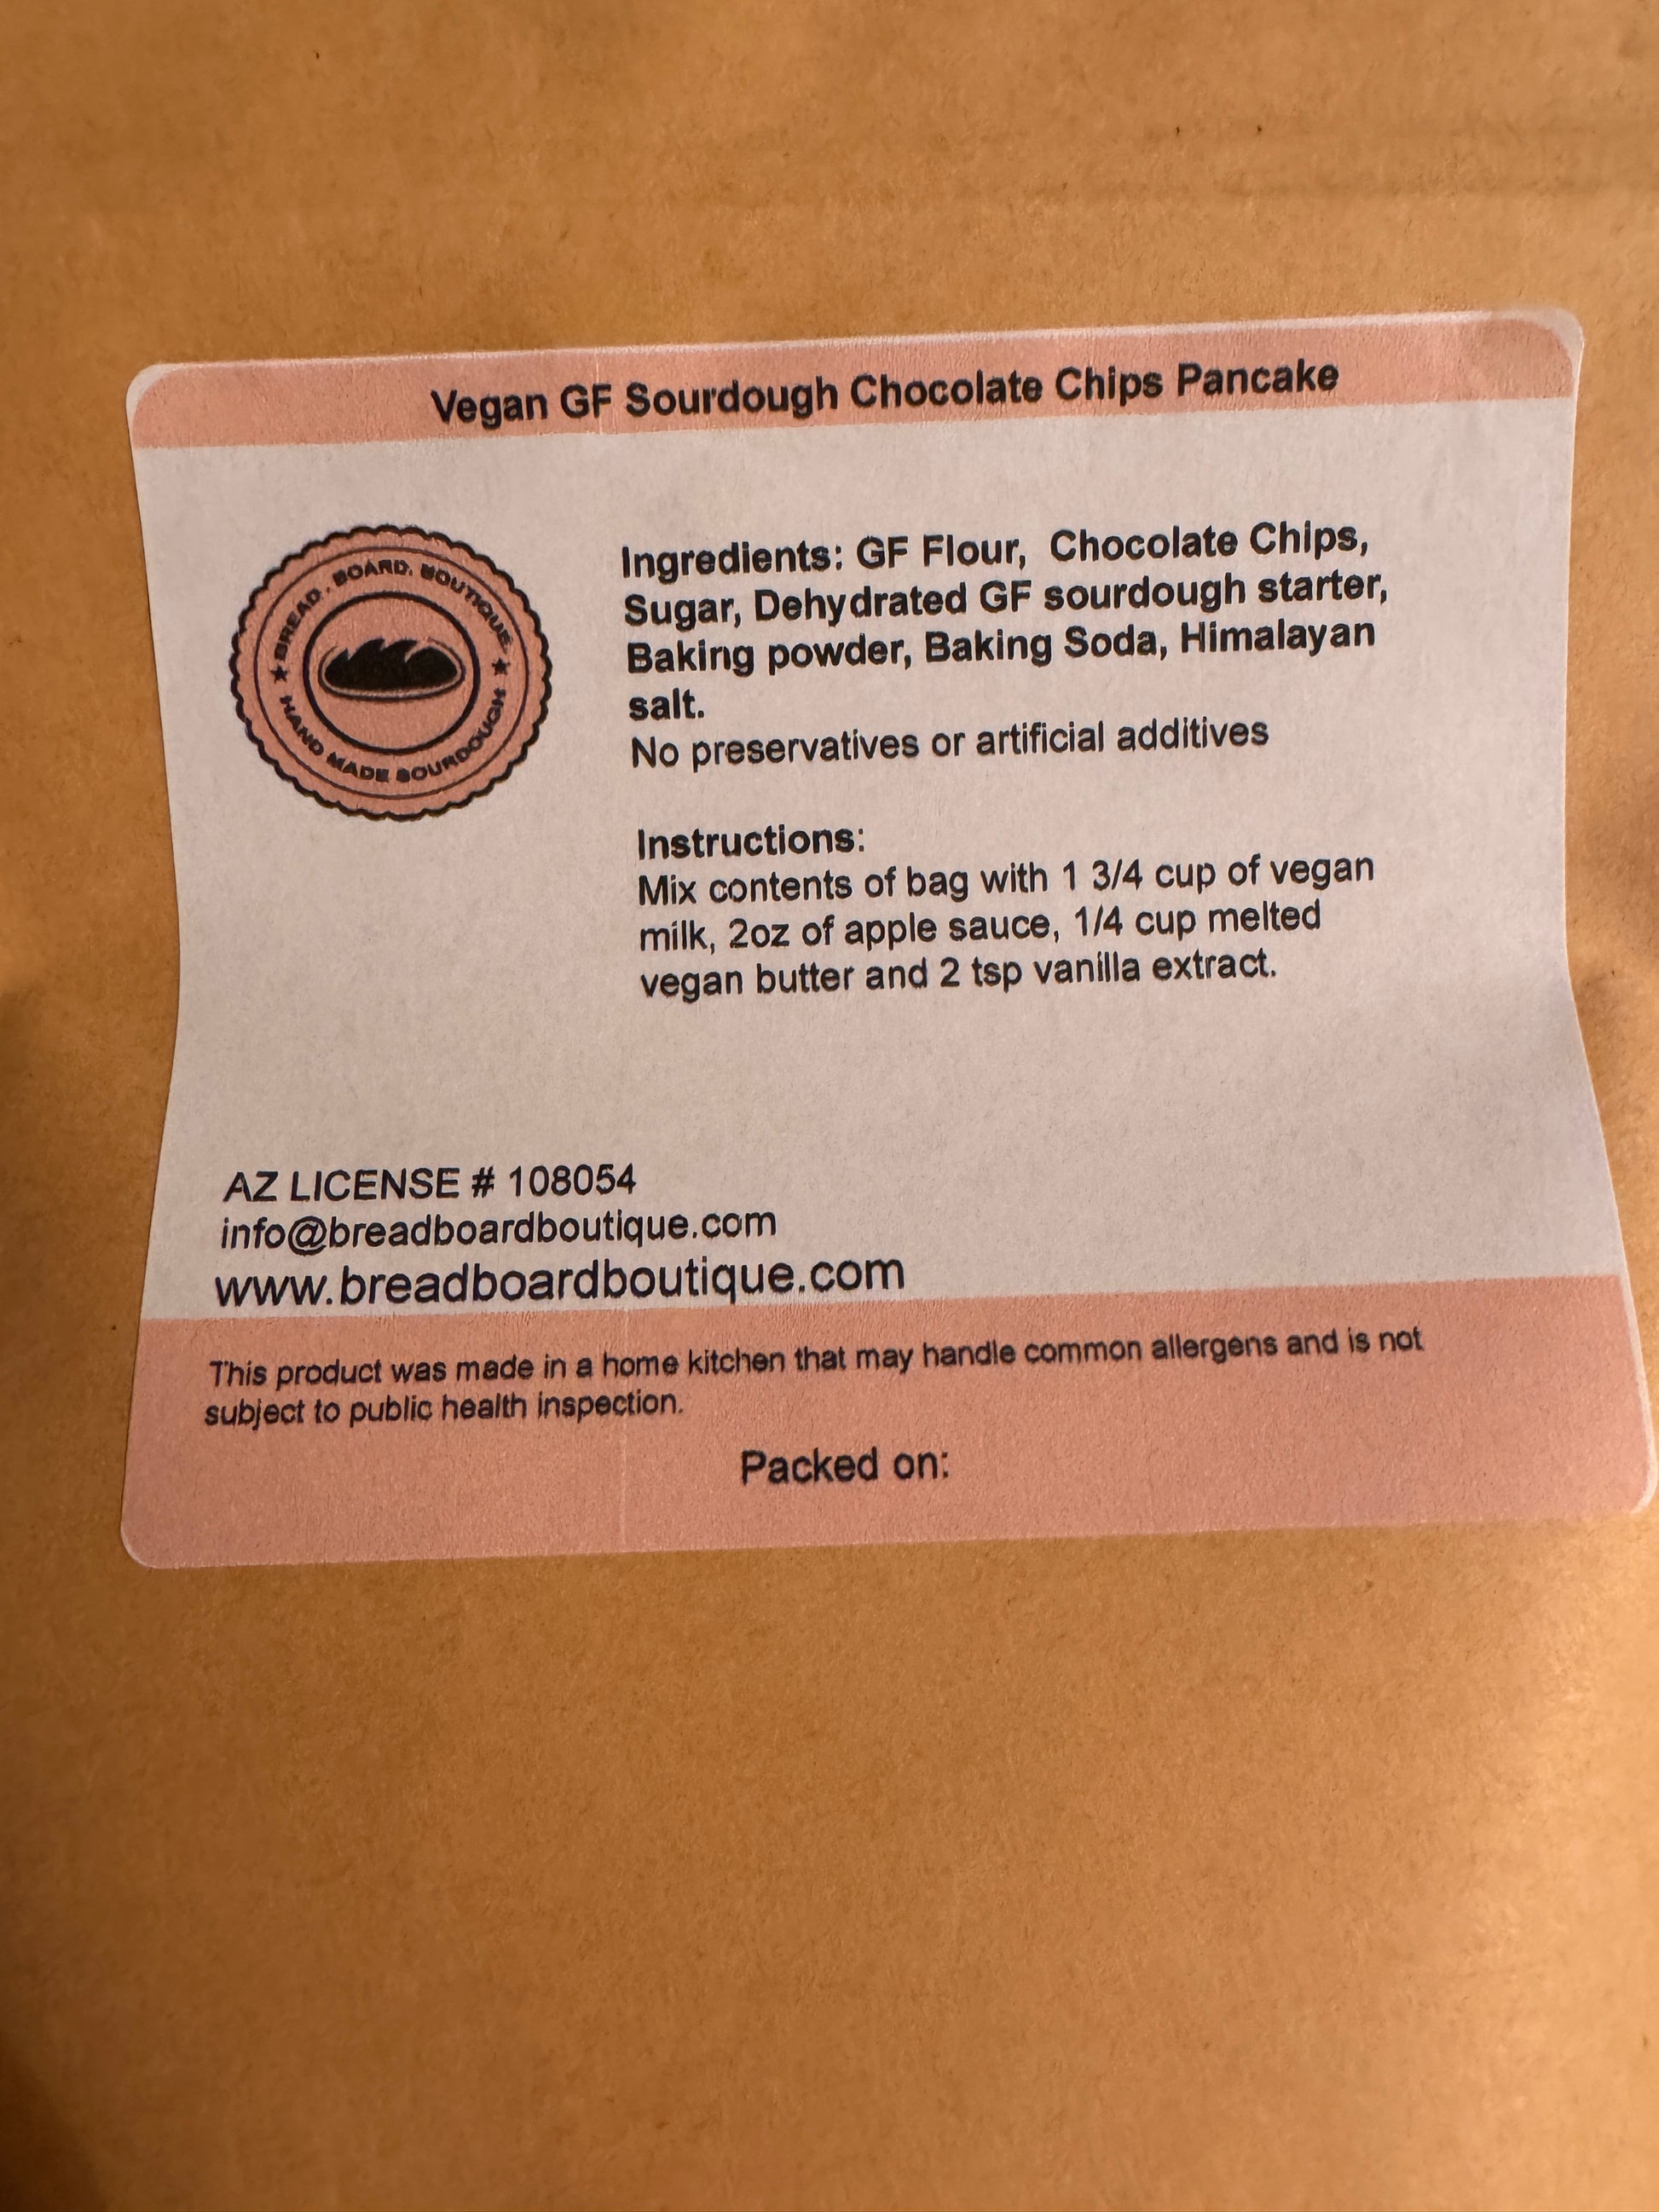 Vegan GF Sourdough Chocolate Chips Pancake
BREAD. BOARD. BOUTIQUE.
HAND MADE SOURDOUGH
Ingredients: GF Flour,  Chocolate Chips,
Sugar, Dehydrated GF sourdough starter,
Baking powder, Baking Soda, Himalayan
salt.
No preservatives or artificial additives
Instructions:
Mix contents of bag with 1 3/4 cup of vegan
milk, 2oz of apple sauce, 1/4 cup melted
vegan butter and 2 tsp vanilla extract.
AZ LICENSE # 108054
info@breadboardboutique.com
www.breadboardboutique.com
This product was made in a home kitchen that may handle common allergens and is not
subject to public health inspection.
Packed on: